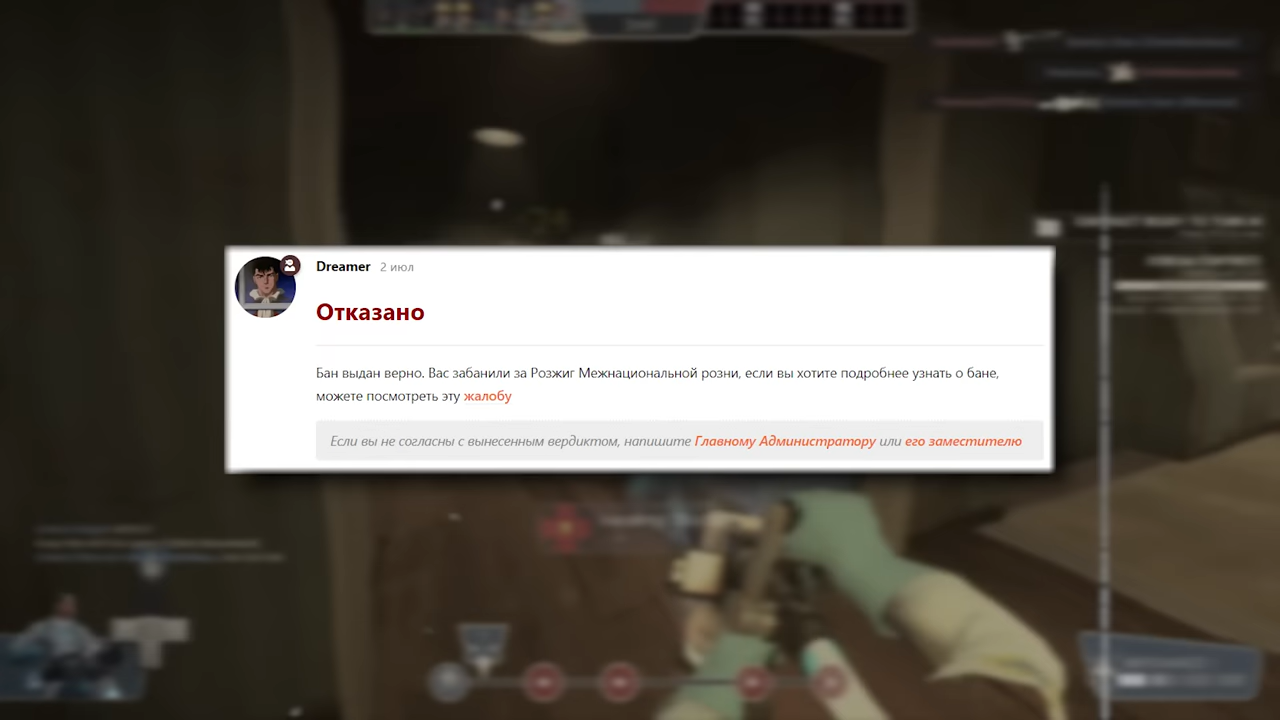 Dreamer 2 июл
Отказано
Бан выдан верно. Вас забанили за Розжиг Межнациональной розни, если вы хотите подробнее узнать о бане,
можете посмотреть эту жалобу
Если вы не согласны с вынесенным вердиктом, напишите Главному Администратору или его заместителю